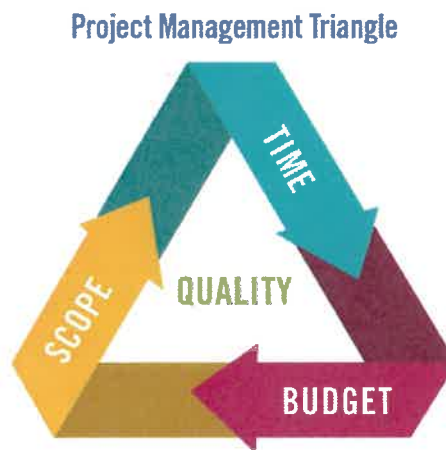 Project Management Triangle
TIME
QUALITY
SCOPE
BUDGET